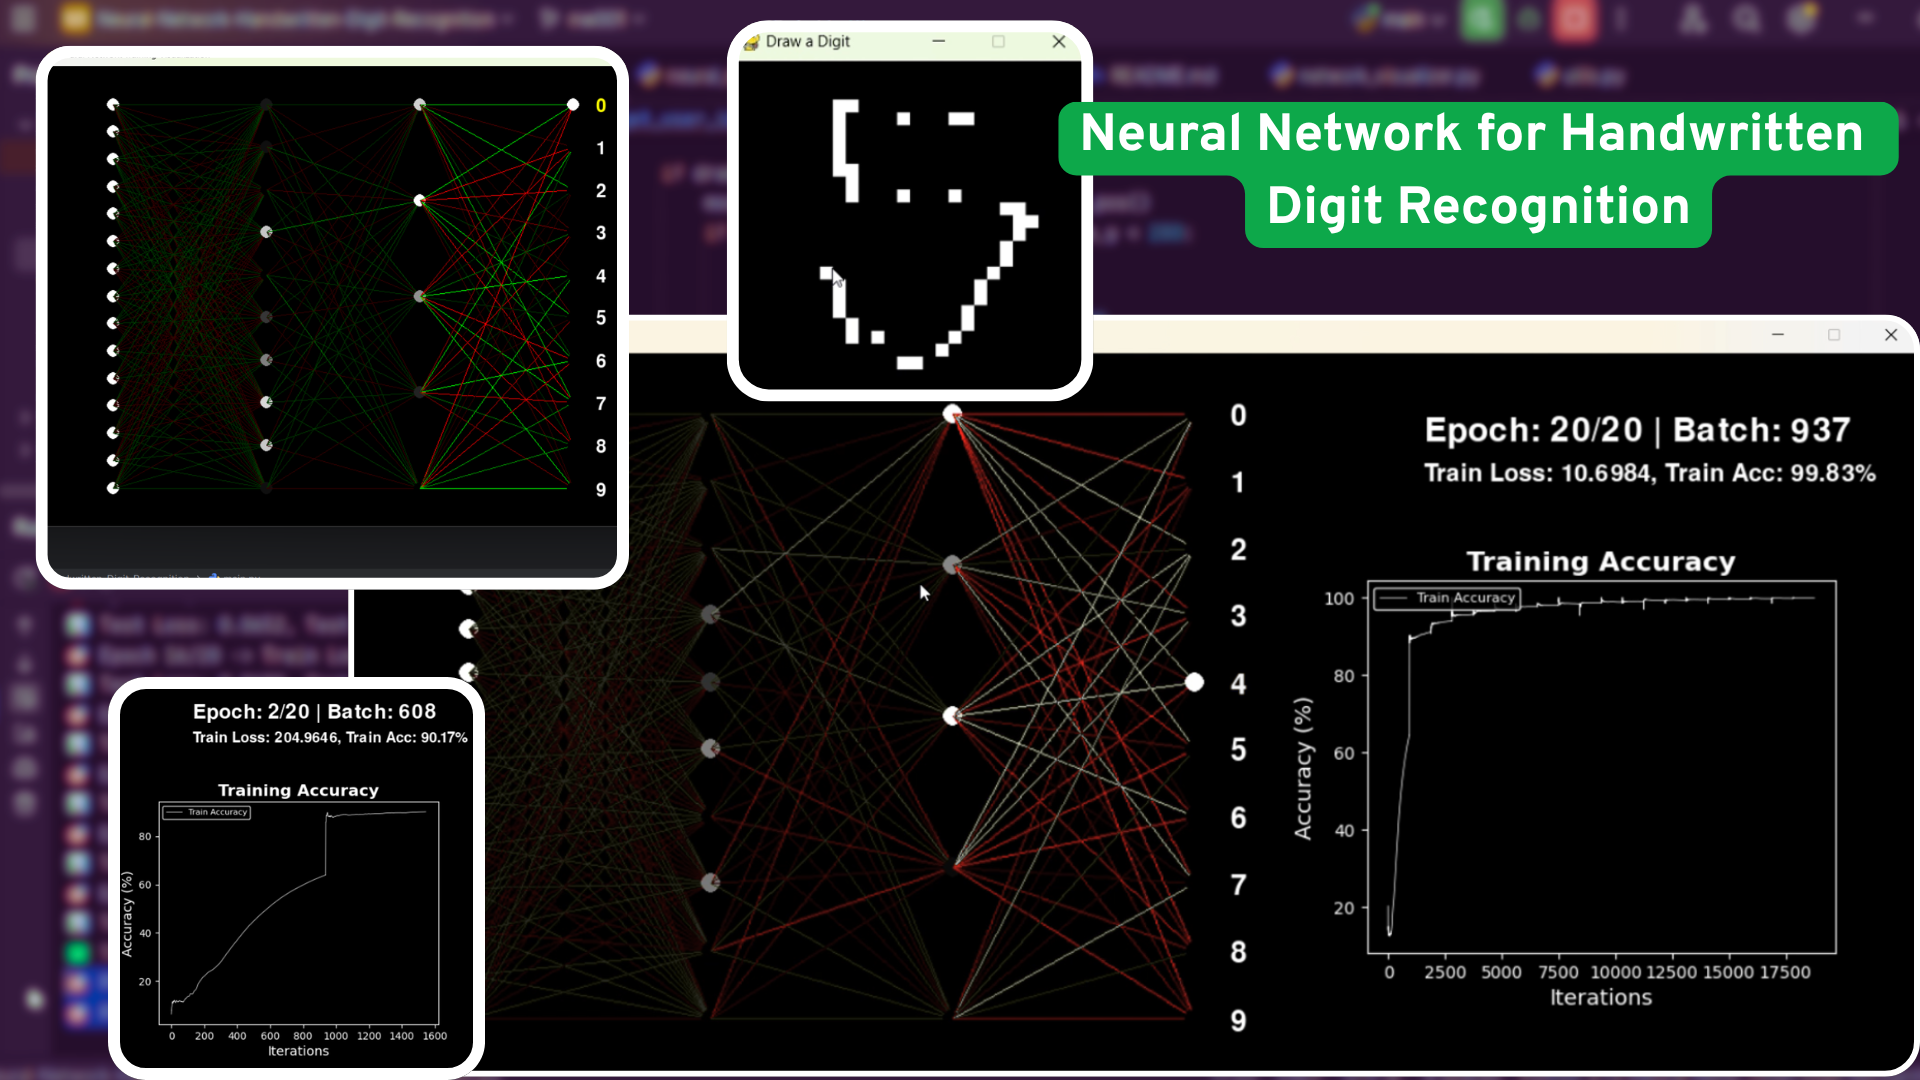 Neural Network for Handwritten
Digit Recognition
Draw a Digit
0
1
2
3
4
5
6
7
8
9
0
1
2
3
4
5
6
7
8
9
Epoch: 20/20 | Batch: 937
Train Loss: 10.6984, Train Acc: 99.83%
Training Accuracy
Train Accuracy
100
80
60
40
20
Accuracy (%)
0 2500 5000 7500 10000 12500 15000 17500
Iterations
Epoch: 2/20 | Batch: 608
Train Loss: 204.9646, Train Acc: 90.17%
Training Accuracy
Train Accuracy
80
60
40
20
Accuracy (%)
0 200 400 600 800 1000 1200 1400 1600
Iterations